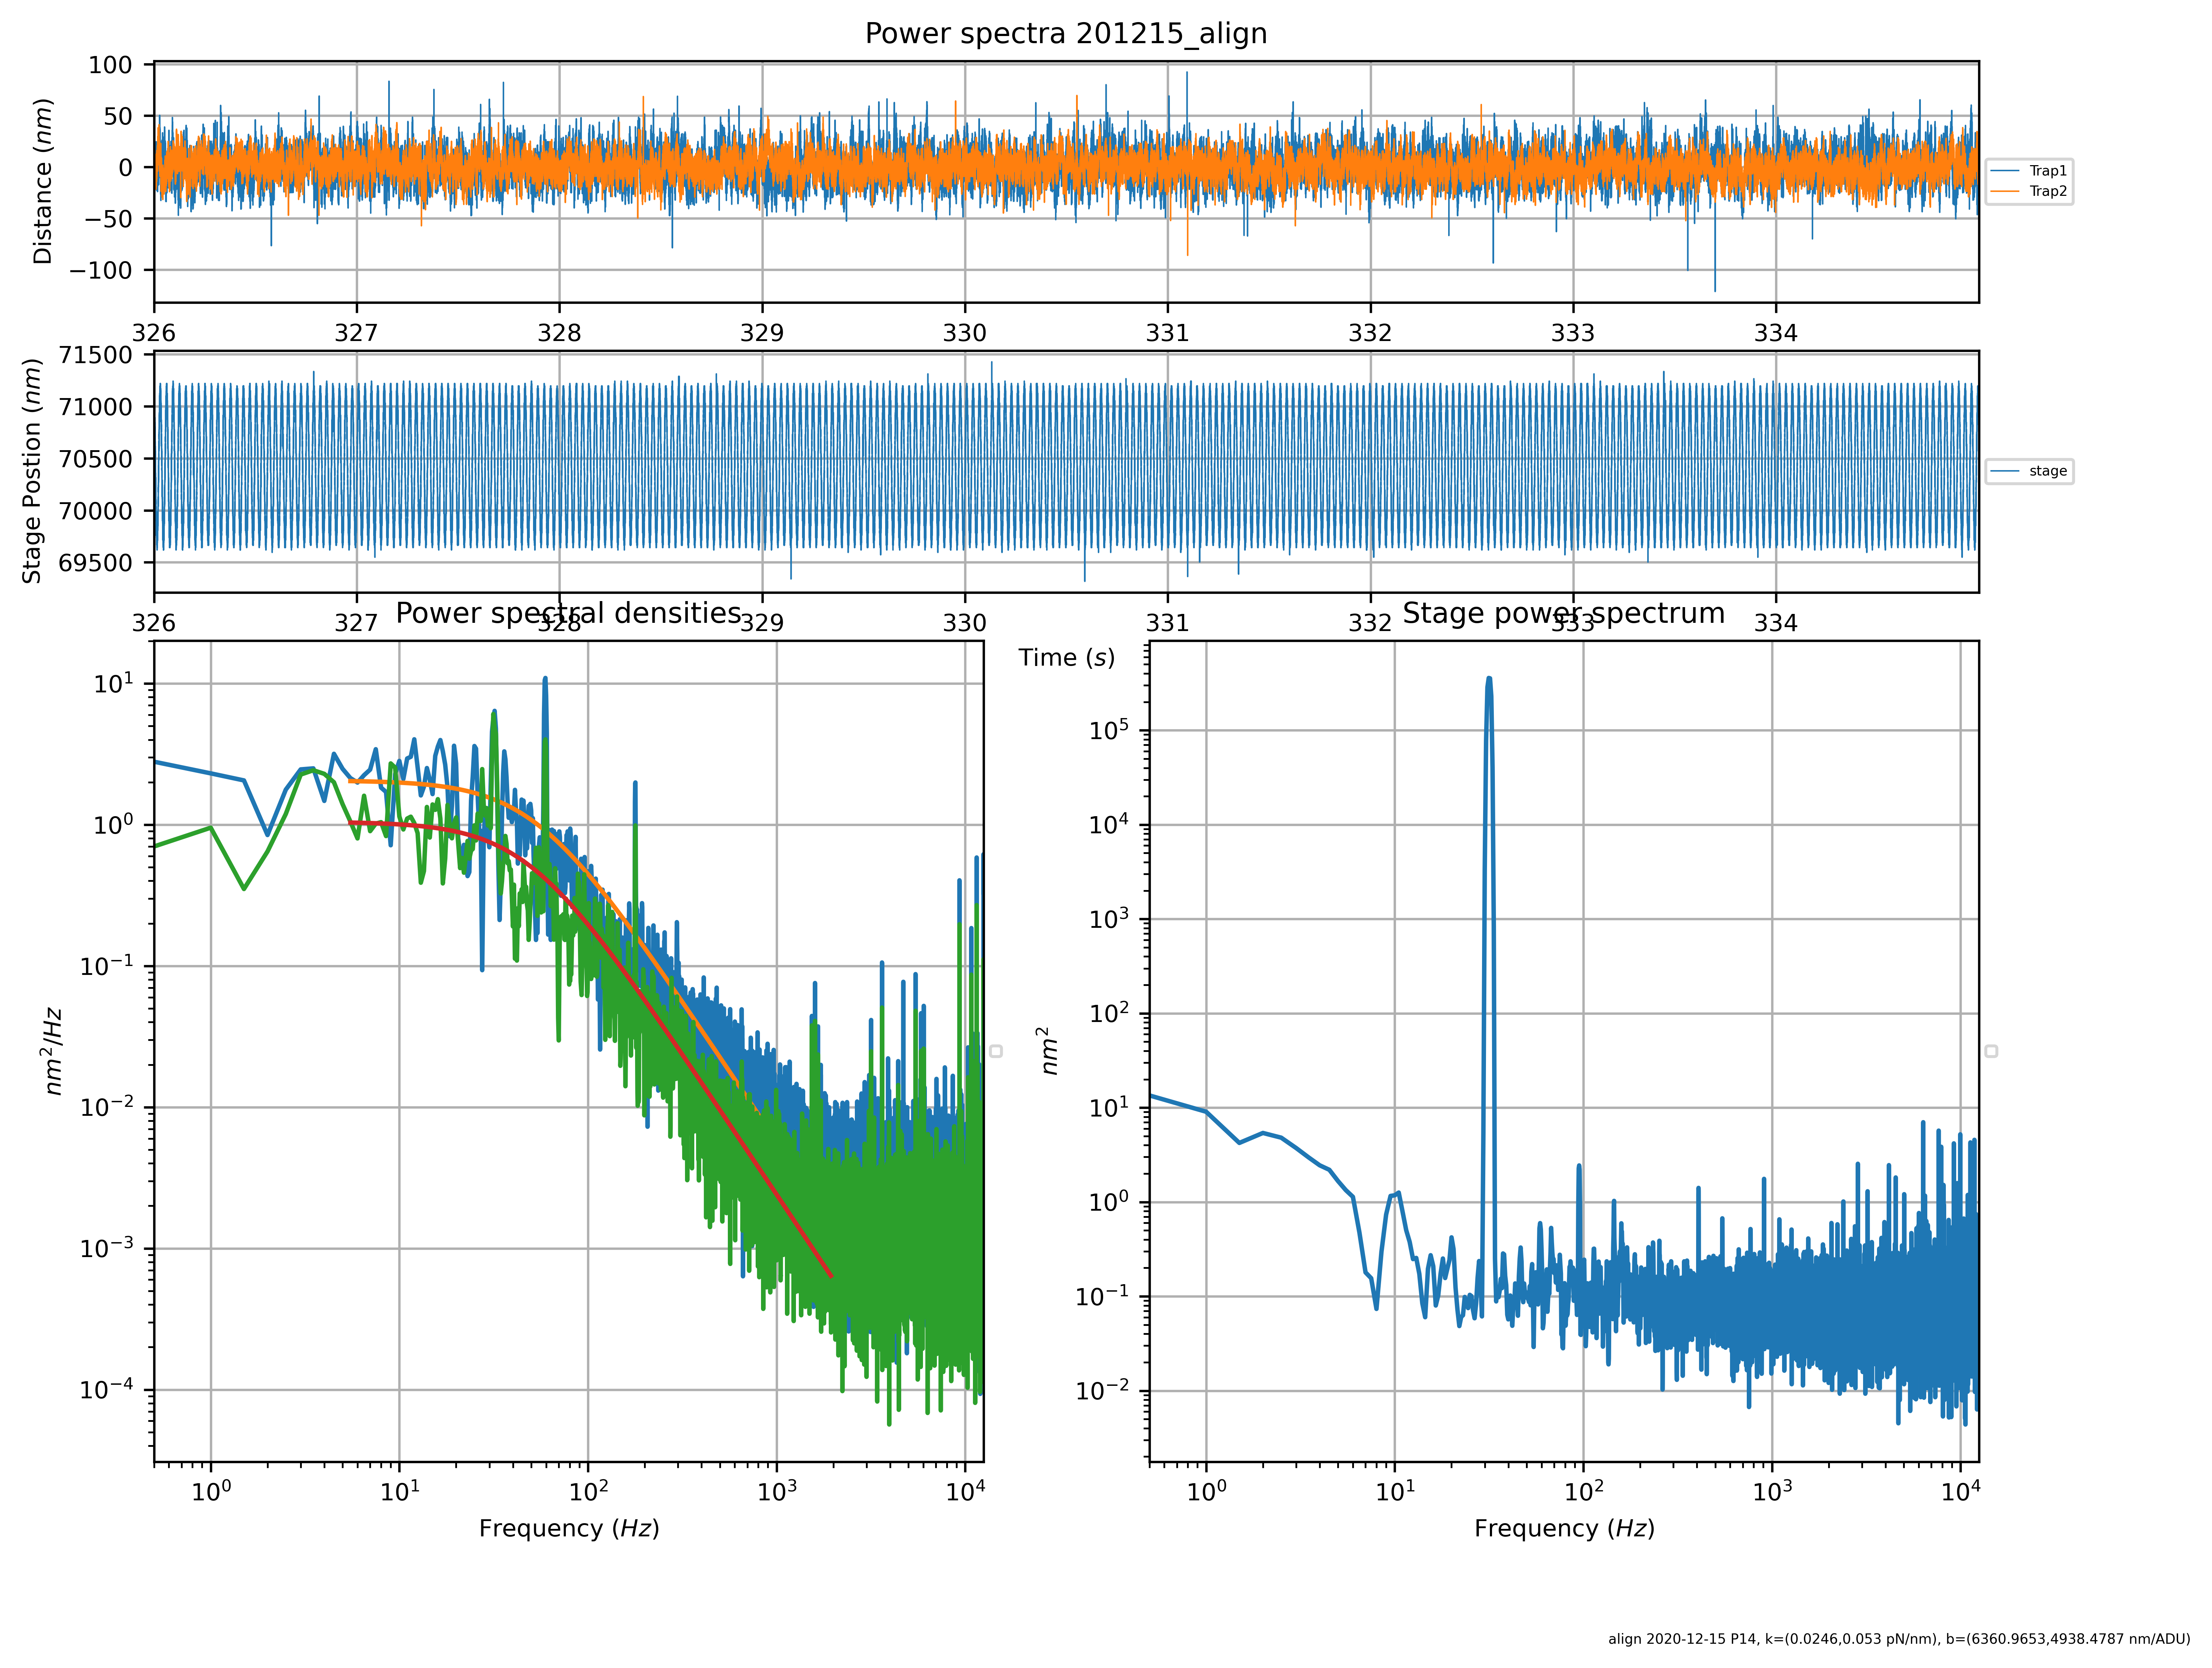 Power spectra 201215_align
100
50
0
−50
−100
Distance (nm)
326 327 328 329 330 331 332 333 334
Trap1
Trap2
71500
71000
70500
70000
69500
Stage Postion (nm)
326 327 328 329 330 331 332 333 334
stage
Time (s)
Power spectral densities
10¹
10⁰
10⁻¹
10⁻²
10⁻³
10⁻⁴
nm²/Hz
10⁰ 10¹ 10² 10³ 10⁴
Frequency (Hz)
Stage power spectrum
10⁵
10⁴
10³
10²
10¹
10⁰
10⁻¹
10⁻²
nm²
10⁰ 10¹ 10² 10³ 10⁴
Frequency (Hz)
align 2020-12-15 P14, k=(0.0246,0.053 pN/nm), b=(6360.9653,4938.4787 nm/ADU)